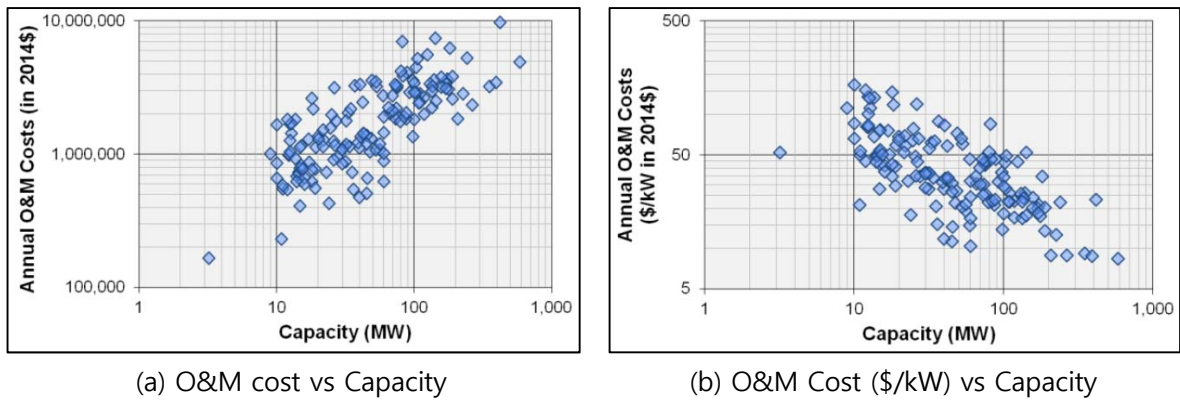 10,000,000
1,000,000
100,000
1
10
100
1,000
Annual O&M Costs (in 2014$)
Capacity (MW)
(a) O&M cost vs Capacity
500
50
5
1
10
100
1,000
Annual O&M Costs
($/kW in 2014$)
Capacity (MW)
(b) O&M Cost ($/kW) vs Capacity